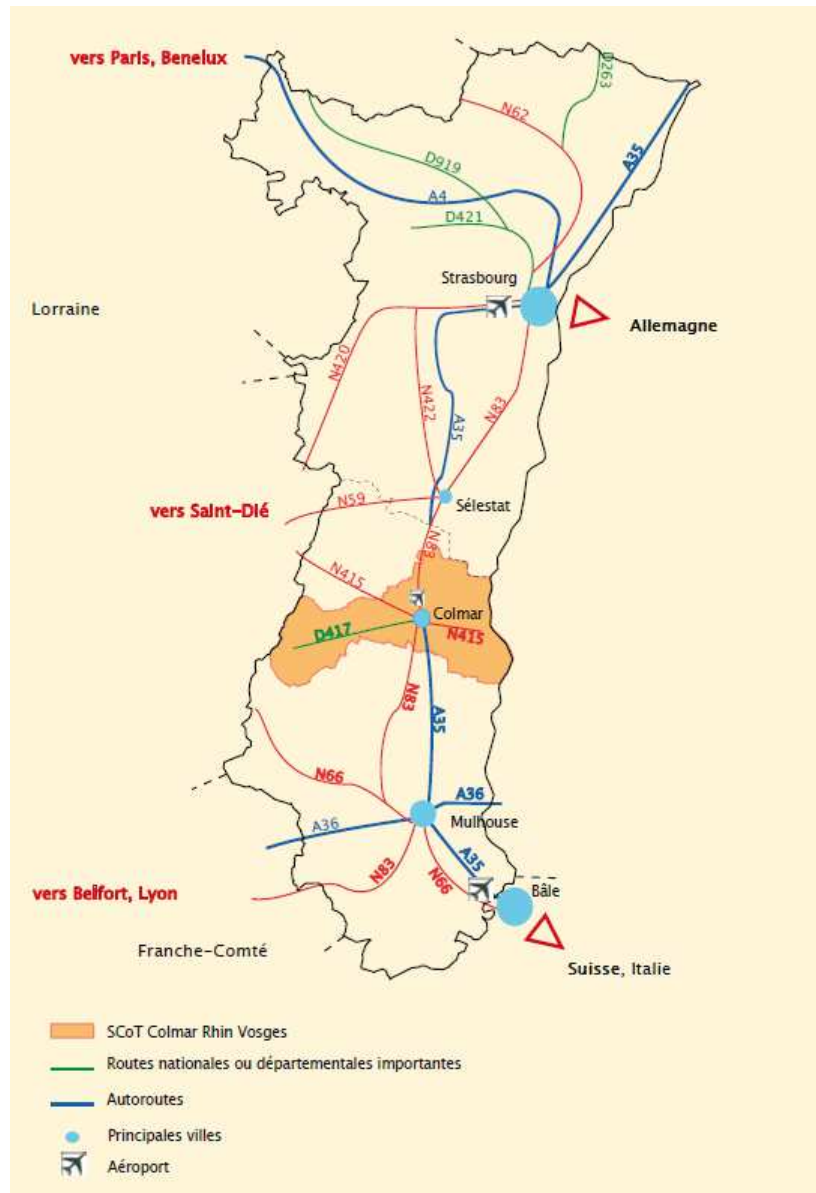 vers Paris, Benelux
D263
N62
A35
D919
A4
D421
Strasbourg
Lorraine
Allemagne
N420
N422
A35
N83
N59
Sélestat
vers Saint-Dié
N83
N415
Colmar
D417
N415
N83
A35
N66
A36
A36
Mulhouse
A35
N83
N66
Bâle
vers Belfort, Lyon
Franche-Comté
Suisse, Italie
SCoT Colmar Rhin Vosges
Routes nationales ou départementales importantes
Autoroutes
Principales villes
Aéroport